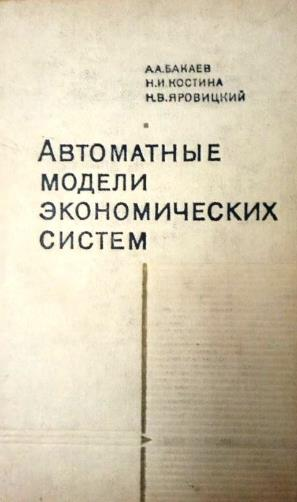 А.А.БАКАЕВ
Н.И.КОСТИНА
Н.В.ЯРОВИЦКИЙ
АВТОМАТНЫЕ
МОДЕЛИ
ЭКОНОМИЧЕСКИХ
СИСТЕМ